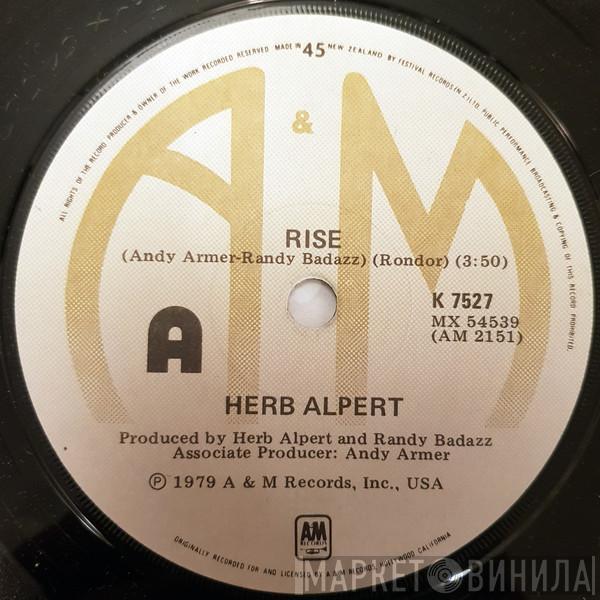 ALL RIGHTS OF THE RECORD PRODUCER & OWNER OF THE WORK RECORDED RESERVED MADE IN 45 NEW ZEALAND BY FESTIVAL RECORDS (N.Z.) LTD. PUBLIC PERFORMANCE BROADCASTING & COPYING OF THIS RECORD PROHIBITED.
A & M
RISE
(Andy Armer-Randy Badazz) (Rondor) (3:50)
K 7527
MX 54539
(AM 2151)
A
HERB ALPERT
Produced by Herb Alpert and Randy Badazz
Associate Producer: Andy Armer
℗ 1979 A & M Records, Inc., USA
AM
RECORDS
ORIGINALLY RECORDED FOR AND LICENSED BY A & M RECORDS, HOLLYWOOD CALIFORNIA
МАРКЕТ ВИНИЛА